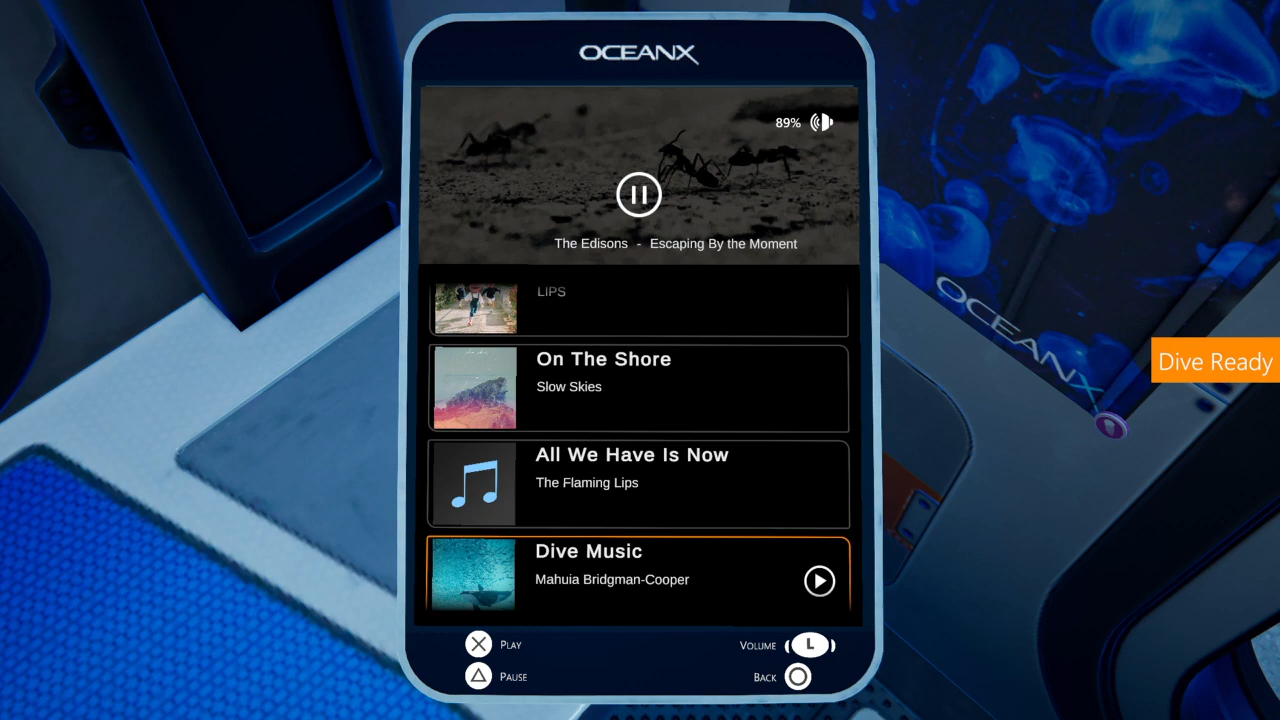 OCEANX
89%
The Edisons - Escaping By the Moment
LIPS
On The Shore
Slow Skies
All We Have Is Now
The Flaming Lips
Dive Music
Mahuia Bridgman-Cooper
PLAY
VOLUME L
PAUSE
BACK
OCEANX
Dive Ready